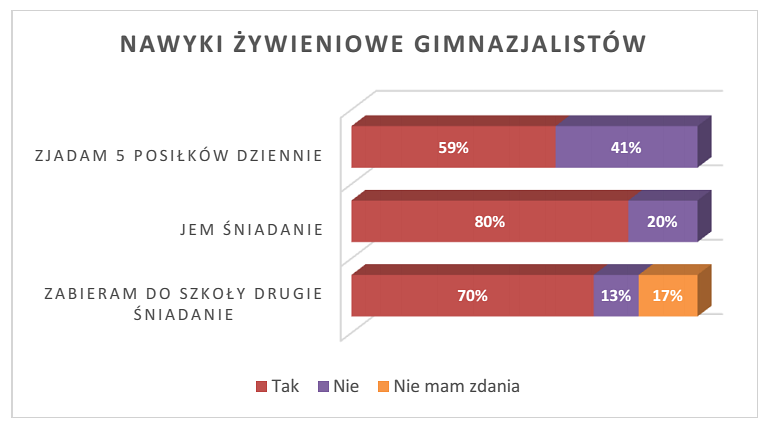 NAWYKI ŻYWIENIOWE GIMNAZJALISTÓW
ZJADAM 5 POSIŁKÓW DZIENNIE
59%
41%
JEM ŚNIADANIE
80%
20%
ZABIERAM DO SZKOŁY DRUGIE
ŚNIADANIE
70%
13%
17%
Tak
Nie
Nie mam zdania